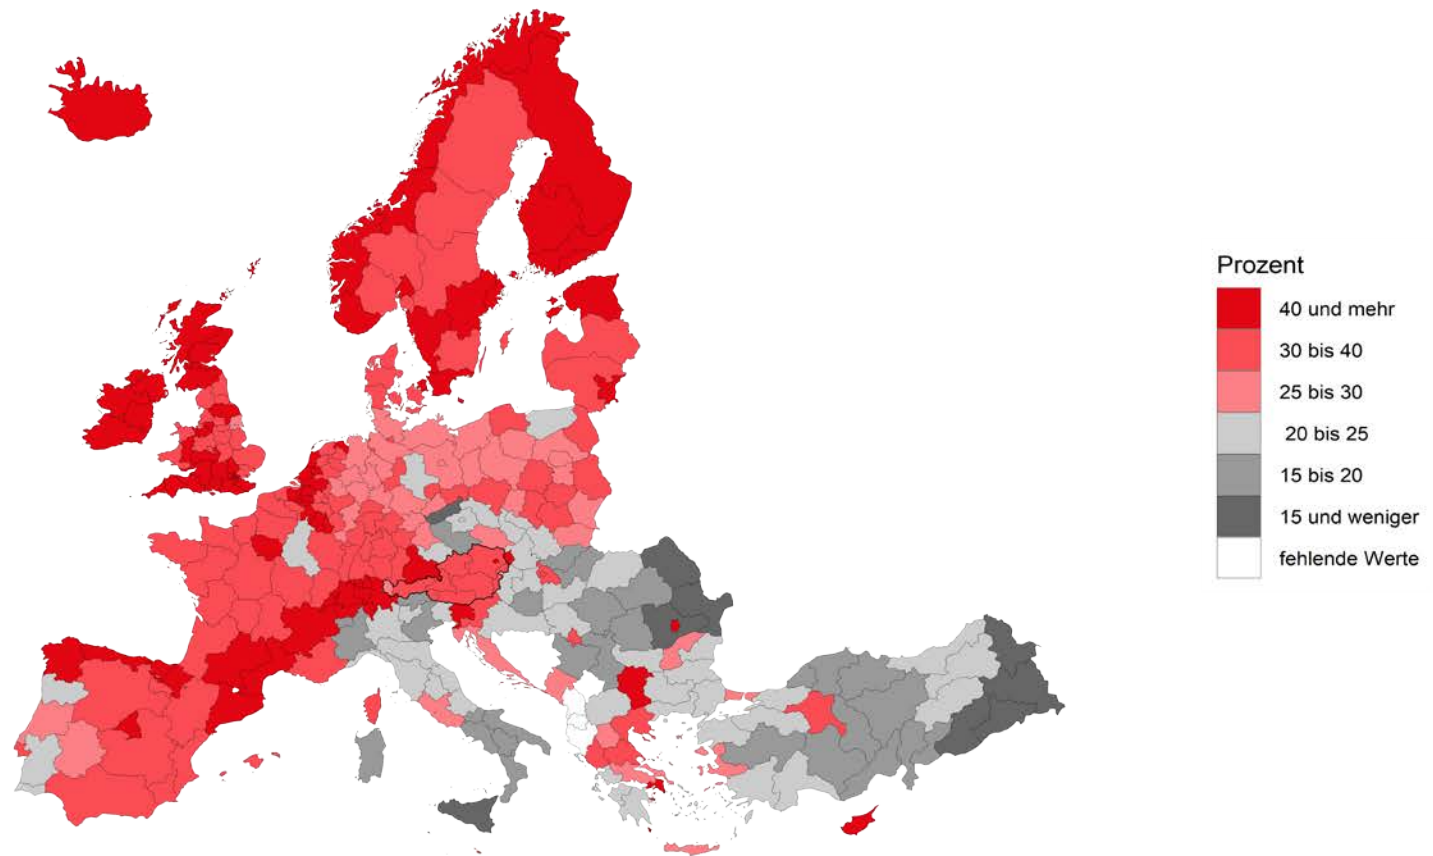 Prozent
40 und mehr
30 bis 40
25 bis 30
20 bis 25
15 bis 20
15 und weniger
fehlende Werte